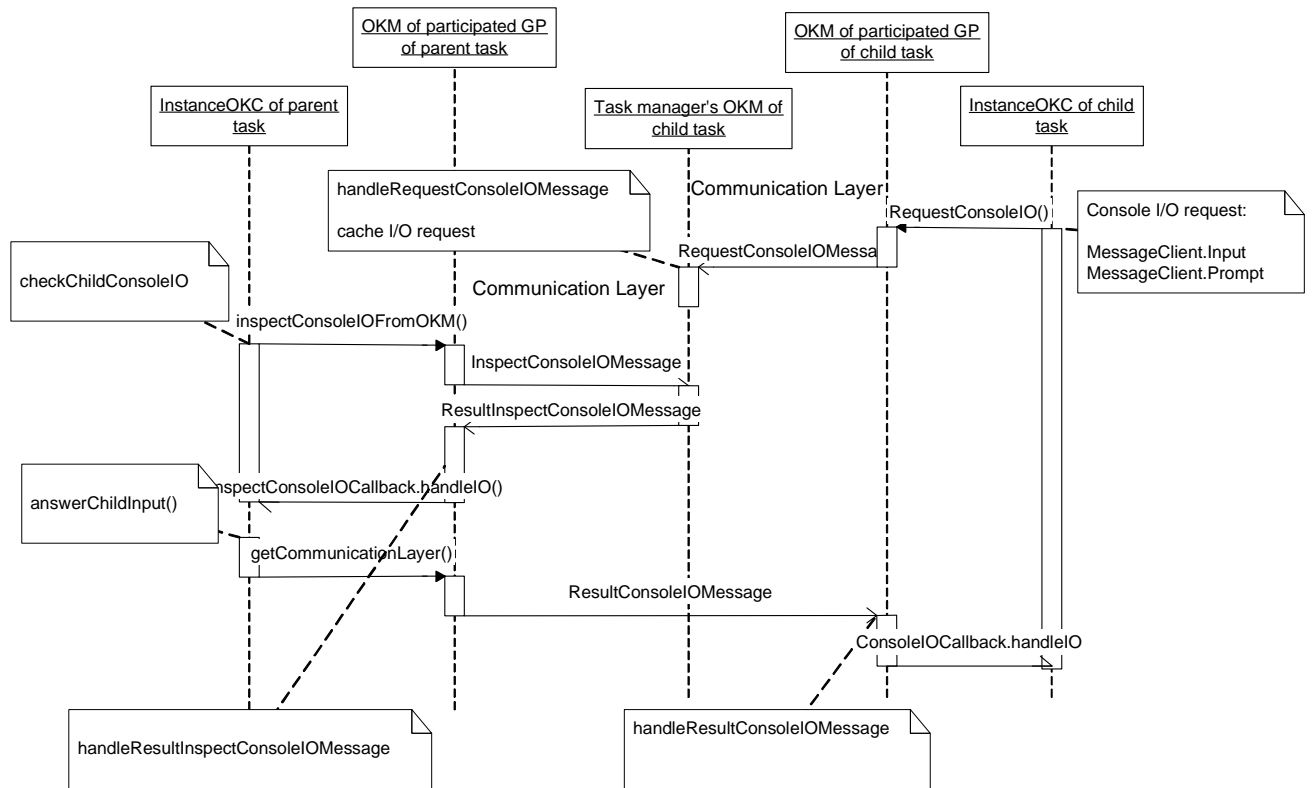 OKM of participated GP
of parent task
OKM of participated GP
of child task
InstanceOKC of parent
task
Task manager's OKM of
child task
InstanceOKC of child
task
handleRequestConsoleIOMessage
cache I/O request
Communication Layer
RequestConsoleIO()
Console I/O request:
MessageClient.Input
MessageClient.Prompt
RequestConsoleIOMessa
checkChildConsoleIO
Communication Layer
inspectConsoleIOFromOKM()
InspectConsoleIOMessage
ResultInspectConsoleIOMessage
nspectConsoleIOCallback.handleIO()
answerChildInput()
getCommunicationLayer()
ResultConsoleIOMessage
ConsoleIOCallback.handleIO
handleResultInspectConsoleIOMessage
handleResultConsoleIOMessage